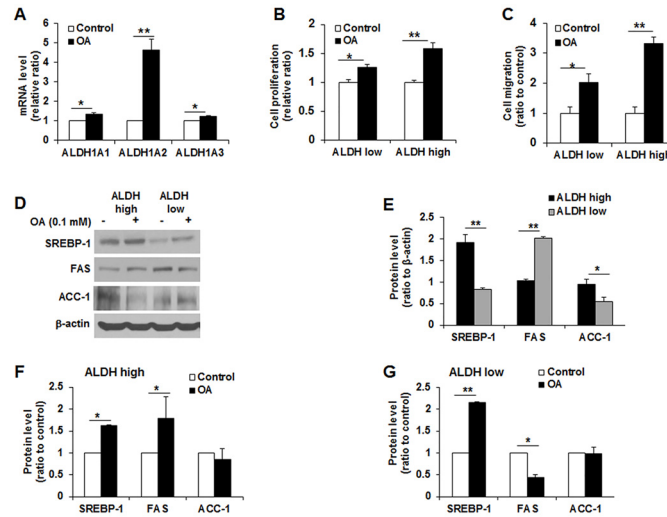 A
Control
OA
mRNA level
(relative ratio)
6
5
4
3
2
1
0
*
**
*
ALDH1A1 ALDH1A2 ALDH1A3
B
Control
OA
Cell proliferation
(relative ratio)
2
1.5
1
0.5
0
*
**
ALDH low ALDH high
C
Control
OA
Cell migration
(ratio to control)
4
3
2
1
0
*
**
ALDH low ALDH high
D
ALDH high ALDH low
OA (0.1 mM) - + - +
SREBP-1
FAS
ACC-1
β-actin
E
ALDH high
ALDH low
Protein level
(ratio to β-actin)
2.5
2
1.5
1
0.5
0
**
**
*
SREBP-1 FAS ACC-1
F
ALDH high
Control
OA
Protein level
(ratio to control)
2.5
2
1.5
1
0.5
0
*
*
SREBP-1 FAS ACC-1
G
ALDH low
Control
OA
Protein level
(ratio to control)
2.5
2
1.5
1
0.5
0
**
*
SREBP-1 FAS ACC-1